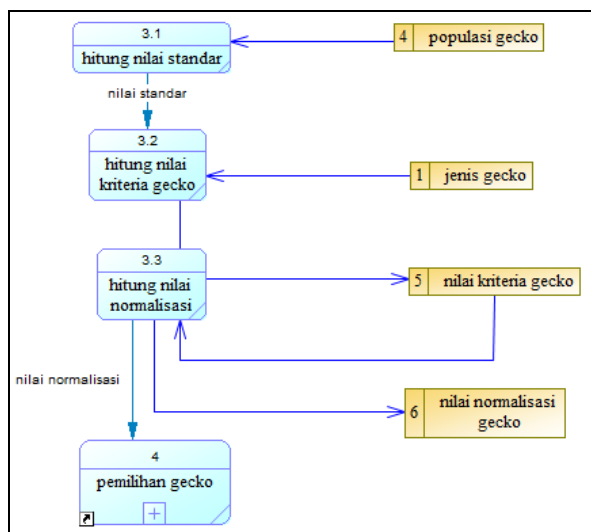 3.1
hitung nilai standar
4 populasi gecko
nilai standar
3.2
hitung nilai
kriteria gecko
1 jenis gecko
3.3
hitung nilai
normalisasi
5 nilai kriteria gecko
nilai normalisasi
6 nilai normalisasi
gecko
4
pemilihan gecko